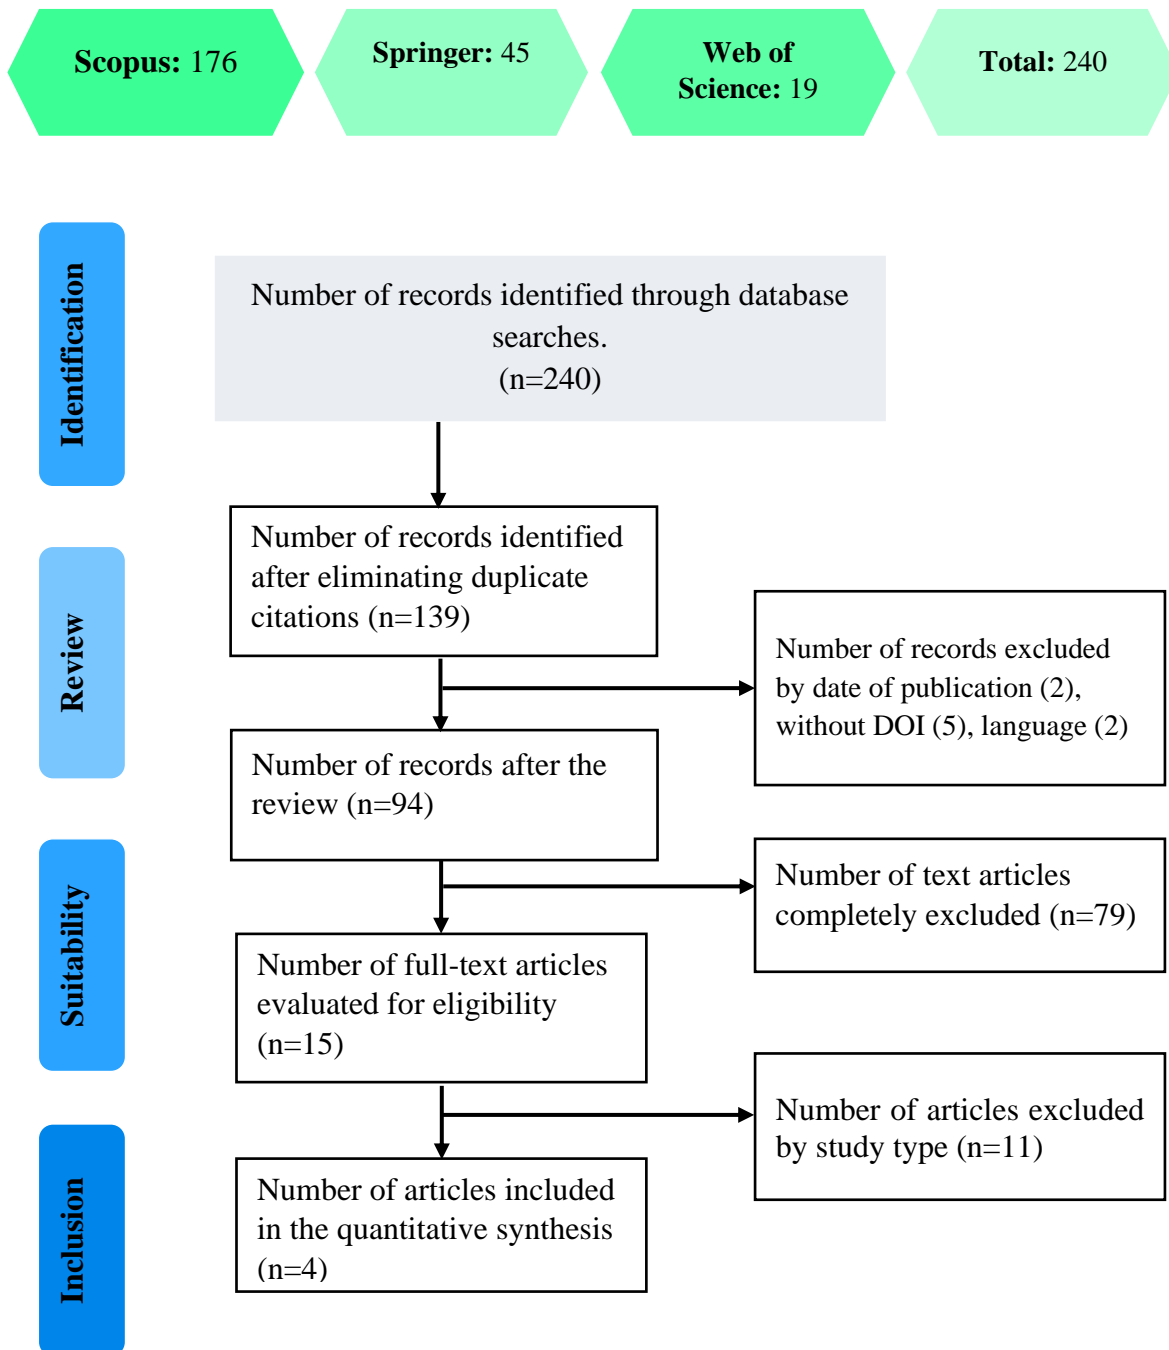 Scopus: 176
Springer: 45
Web of
Science: 19
Total: 240
Identification
Number of records identified through database
searches.
(n=240)
Number of records identified
after eliminating duplicate
citations (n=139)
Review
Number of records excluded
by date of publication (2),
without DOI (5), language (2)
Number of records after the
review (n=94)
Suitability
Number of text articles
completely excluded (n=79)
Number of full-text articles
evaluated for eligibility
(n=15)
Number of articles excluded
by study type (n=11)
Inclusion
Number of articles included
in the quantitative synthesis
(n=4)